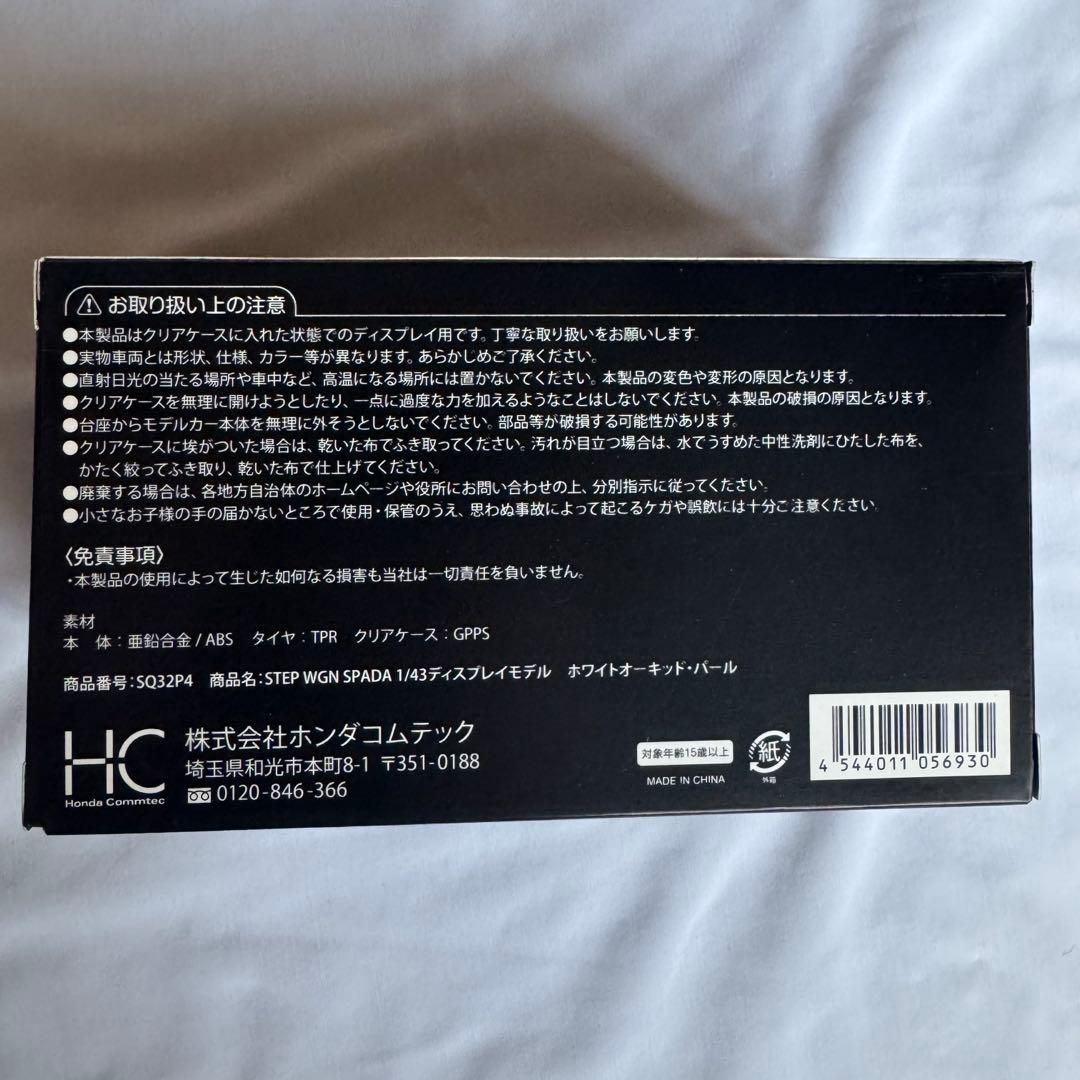 お取り扱い上の注意
●本製品はクリアケースに入れた状態でのディスプレイ用です。丁寧な取り扱いをお願いします。
●実物車両とは形状、仕様、カラー等が異なります。あらかじめご了承ください。
●直射日光の当たる場所や車中など、高温になる場所には置かないでください。本製品の変色や変形の原因となります。
●クリアケースを無理に開けようとしたり、一点に過度な力を加えるようなことはしないでください。本製品の破損の原因となります。
●台座からモデルカー本体を無理に外そうとしないでください。部品等が破損する可能性があります。
●クリアケースに埃がついた場合は、乾いた布でふき取ってください。汚れが目立つ場合は、水でうすめた中性洗剤にひたした布を、
かたく絞ってふき取り、乾いた布で仕上げてください。
●廃棄する場合は、各地方自治体のホームページや役所にお問い合わせの上、分別指示に従ってください。
●小さなお子様の手の届かないところで使用・保管のうえ、思わぬ事故によって起こるケガや誤飲には十分ご注意ください。
〈免責事項〉
・本製品の使用によって生じた如何なる損害も当社は一切責任を負いません。
素材
本　体：亜鉛合金 / ABS　タイヤ：TPR　クリアケース：GPPS
商品番号：SQ32P4　商品名：STEP WGN SPADA 1/43ディスプレイモデル　ホワイトオーキッド・パール
HC
Honda Commtec
株式会社ホンダコムテック
埼玉県和光市本町8-1 〒351-0188
0120-846-366
対象年齢15歳以上
MADE IN CHINA
紙
外箱
4 544011 056930